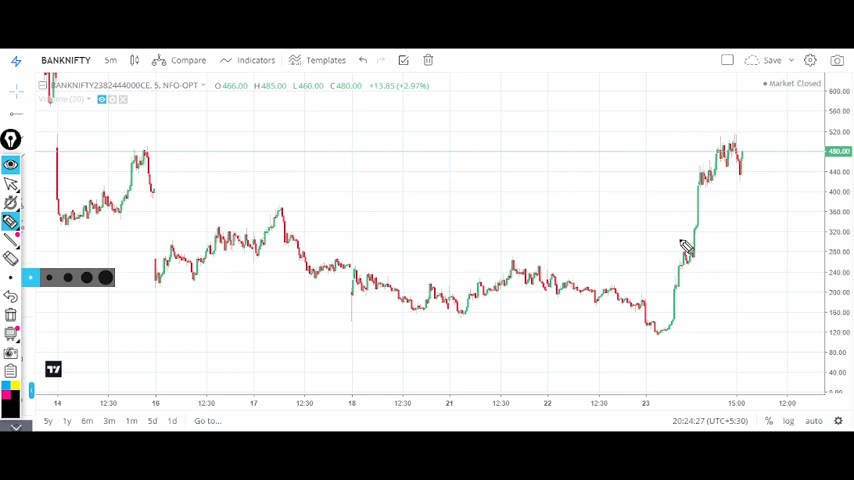 BANKNIFTY 5m Compare Indicators Templates Save
BANKNIFTY2382444000CE, 5, NFO-OPT O 466.00 H 485.00 L 460.00 C 480.00 +13.85 (+2.97%)
Market Closed
Volume (20)
600.00
560.00
520.00
480.00
440.00
400.00
360.00
320.00
280.00
240.00
200.00
160.00
120.00
80.00
40.00
0.00
14 12:30 16 12:30 17 12:30 18 12:30 21 12:30 22 12:30 23 15:00 12:00
5y 1y 6m 3m 1m 5d 1d Go to... 20:24:27 (UTC+5:30) % log auto